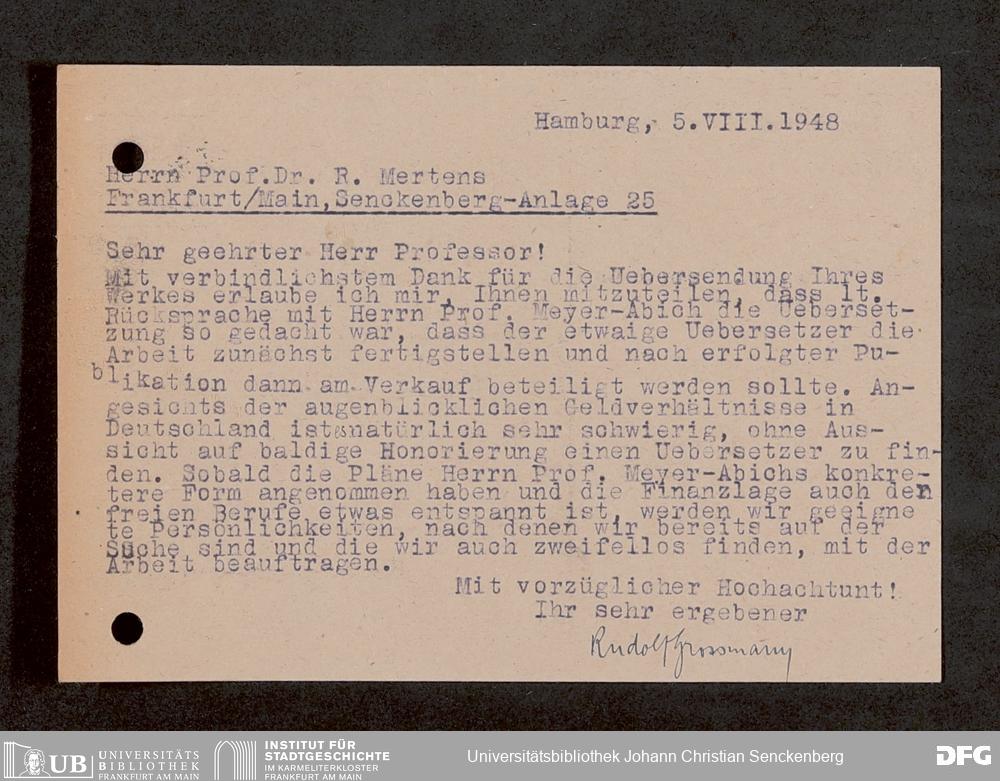 Hamburg, 5.VIII.1948
Herrn Prof.Dr. R. Mertens
Frankfurt/Main,Senckenberg-Anlage 25
Sehr geehrter Herr Professor!
Mit verbindlichstem Dank für die Uebersendung Ihres
Werkes erlaube ich mir, Ihnen mitzuteilen, dass lt.
Rücksprache mit Herrn Prof. Meyer-Abich die Ueberset-
zung so gedacht war, dass der etwaige Uebersetzer die
Arbeit zunächst fertigstellen und nach erfolgter Pu-
blikation dann am Verkauf beteiligt werden sollte. An-
gesichts der augenblicklichen Geldverhältnisse in
Deutschland ist es natürlich sehr schwierig, ohne Aus-
sicht auf baldige Honorierung einen Uebersetzer zu fin-
den. Sobald die Pläne Herrn Prof. Meyer-Abichs konkre-
tere Form angenommen haben und die Finanzlage auch der
freien Berufe etwas entspannt ist, werden wir geeigne
te Persönlichkeiten, nach denen wir bereits auf der
Suche sind und die wir auch zweifellos finden, mit der
Arbeit beauftragen.
Mit vorzüglicher Hochachtunt!
Ihr sehr ergebener
Rudolf Grossmann
UB UNIVERSITÄTS
BIBLIOTHEK
FRANKFURT AM MAIN
INSTITUT FÜR
STADTGESCHICHTE
IM KARMELITERKLOSTER
FRANKFURT AM MAIN
Universitätsbibliothek Johann Christian Senckenberg
DFG